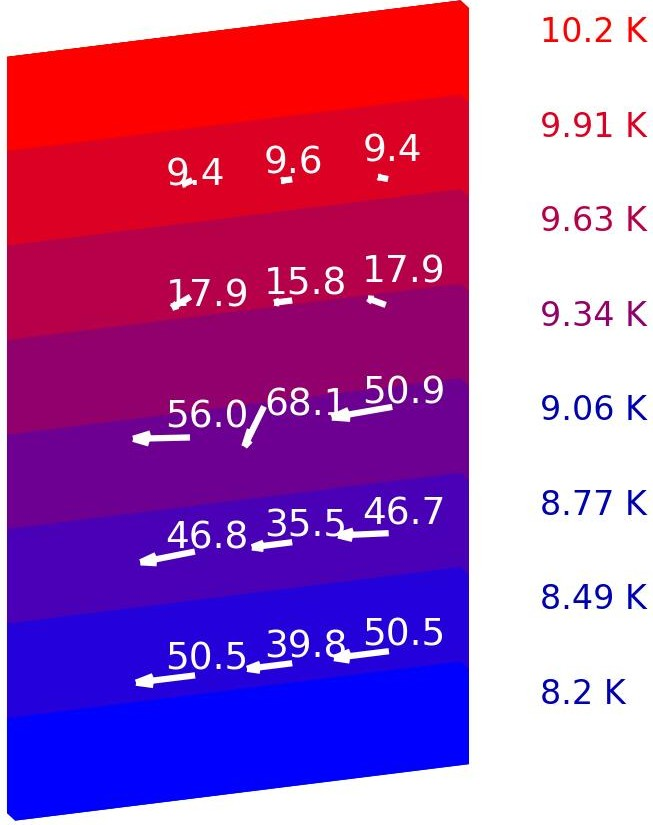 10.2 K
9.91 K
9.4 9.6 9.4
9.63 K
17.9 15.8 17.9
9.34 K
56.0 68.1 50.9
9.06 K
8.77 K
46.8 35.5 46.7
8.49 K
50.5 39.8 50.5
8.2 K